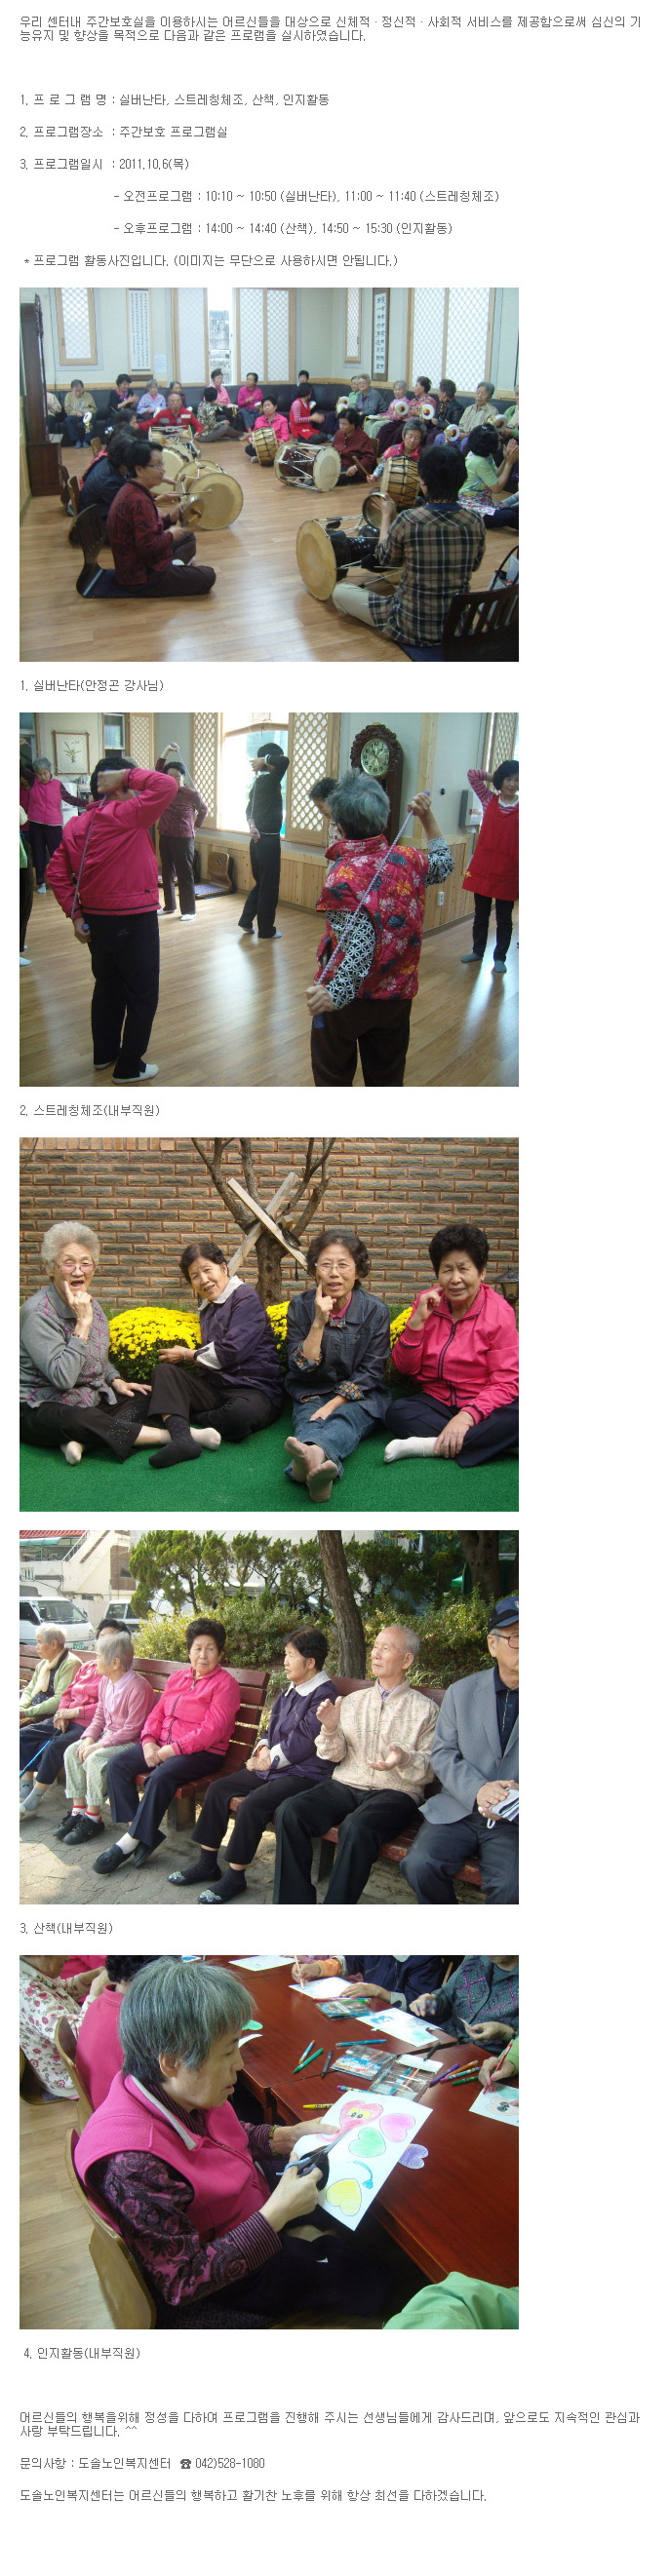 우리 센터내 주간보호실을 이용하시는 어르신들을 대상으로 신체적 · 정신적 · 사회적 서비스를 제공함으로써 심신의 기
능유지 및 향상을 목적으로 다음과 같은 프로램을 실시하였습니다.
1. 프 로 그 램 명 : 실버난타, 스트레칭체조, 산책, 인지활동
2. 프로그램장소 : 주간보호 프로그램실
3. 프로그램일시 : 2011.10.6(목)
- 오전프로그램 : 10:10 ~ 10:50 (실버난타), 11:00 ~ 11:40 (스트레칭체조)
- 오후프로그램 : 14:00 ~ 14:40 (산책), 14:50 ~ 15:30 (인지활동)
* 프로그램 활동사진입니다. (이미지는 무단으로 사용하시면 안됩니다.)
1. 실버난타(안정곤 강사님)
2. 스트레칭체조(내부직원)
3. 산책(내부직원)
4. 인지활동(내부직원)
어르신들의 행복을위해 정성을 다하며 프로그램을 진행해 주시는 선생님들에게 감사드리며, 앞으로도 지속적인 관심과
사랑 부탁드립니다. ^^
문의사항 : 도솔노인복지센터 ☎ 042)528-1080
도솔노인복지센터는 어르신들의 행복하고 활기찬 노후를 위해 항상 최선을 다하겠습니다.